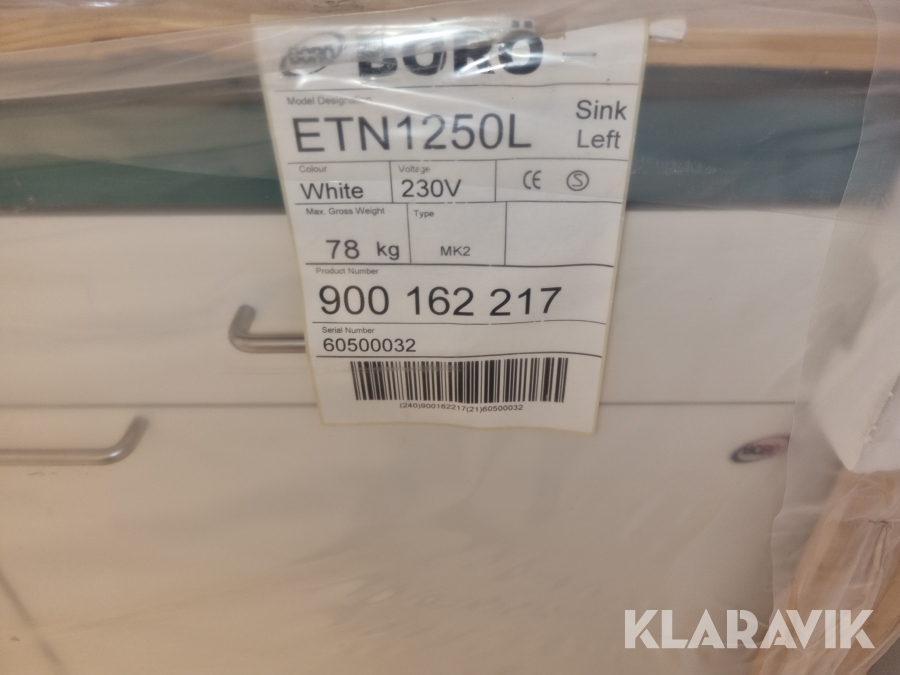 BORÖ
BORÖ
Model Designation
ETN1250L
Sink
Left
Colour
White
Voltage
230V
CE
S
Max. Gross Weight
78 kg
Type
MK2
Product Number
900 162 217
Serial Number
60500032
(240)900162217(21)60500032
KLARAVIK